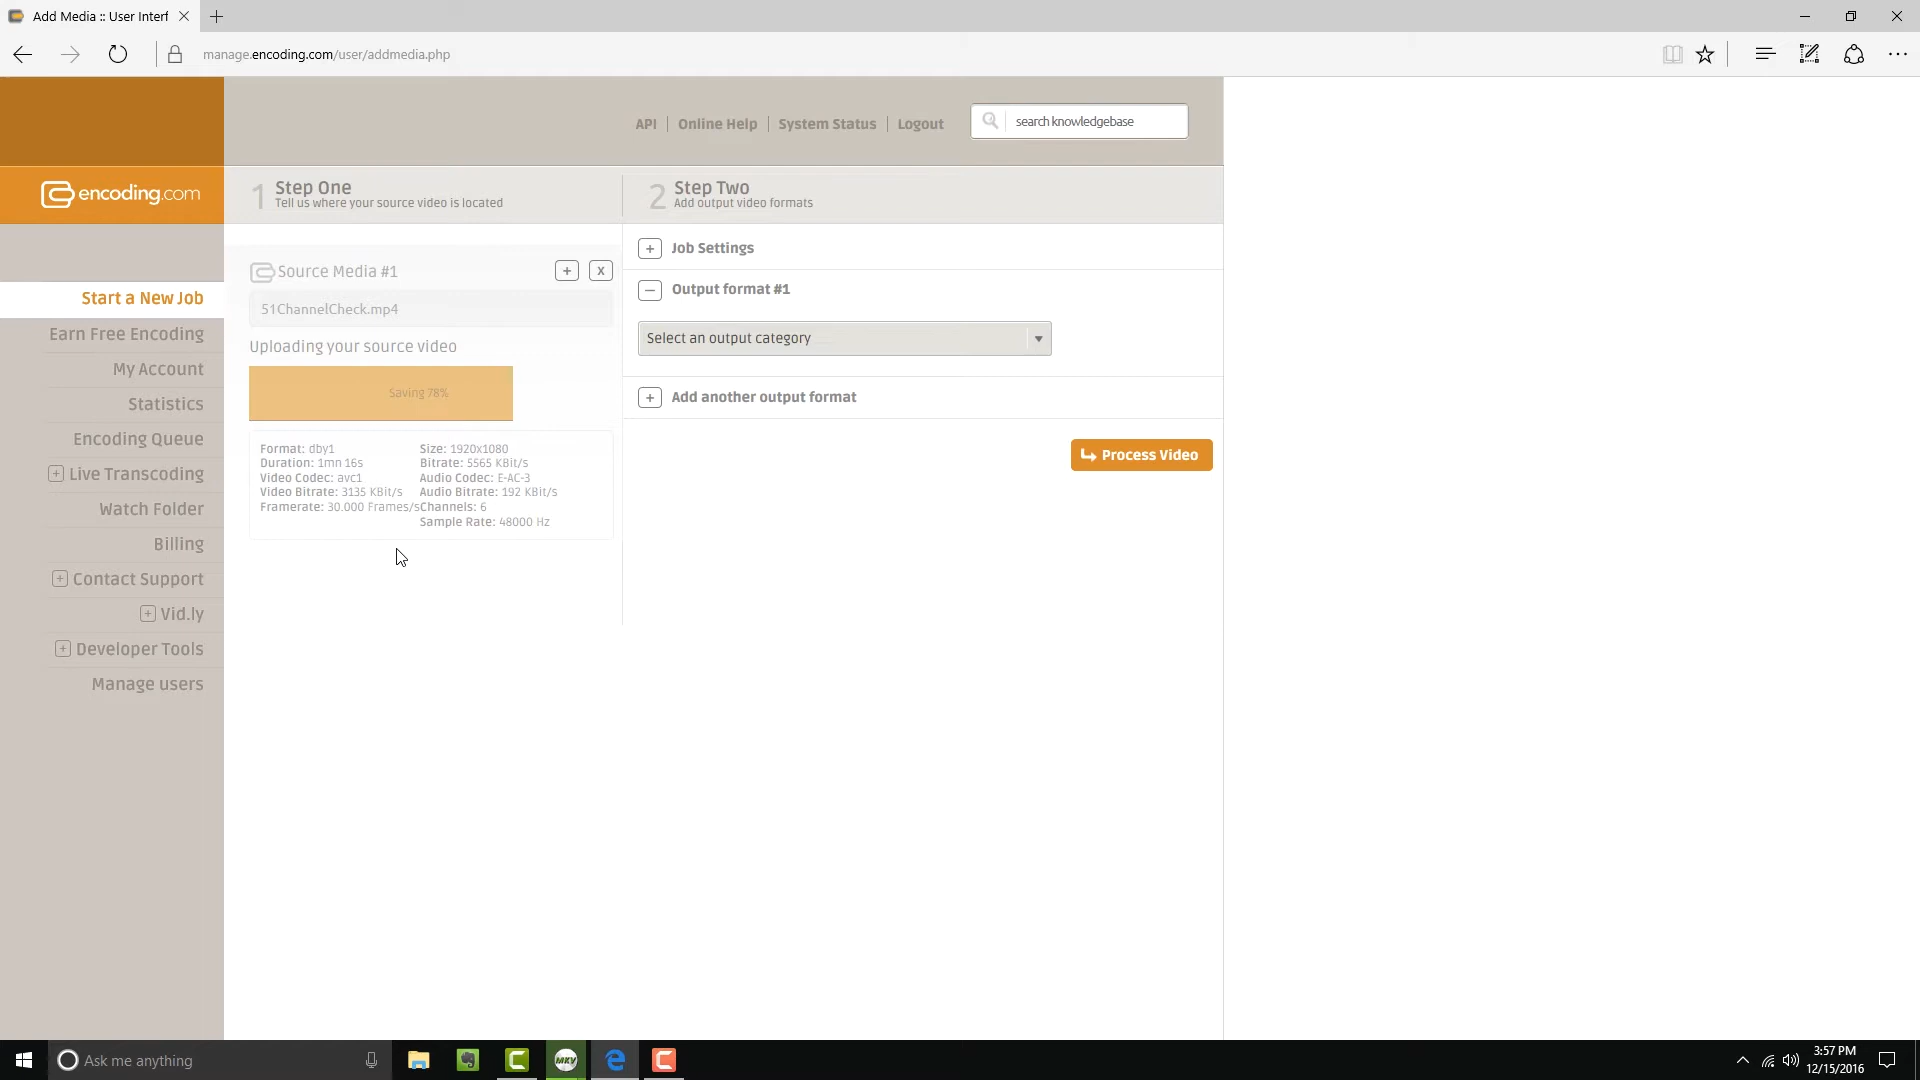 Add Media :: User Interf
manage.encoding.com/user/addmedia.php
API
Online Help
System Status
Logout
search knowledgebase
encoding.com
1
Step One
Tell us where your source video is located
2
Step Two
Add output video formats
Start a New Job
Earn Free Encoding
My Account
Statistics
Encoding Queue
+ Live Transcoding
Watch Folder
Billing
+ Contact Support
+ Vid.ly
+ Developer Tools
Manage users
Source Media #1
+
X
51ChannelCheck.mp4
Uploading your source video
Saving 78%
Format: dby1
Duration: 1mn 16s
Video Codec: avc1
Video Bitrate: 3135 KBit/s
Framerate: 30.000 Frames/s
Size: 1920x1080
Bitrate: 5565 KBit/s
Audio Codec: E-AC-3
Audio Bitrate: 192 KBit/s
Channels: 6
Sample Rate: 48000 Hz
+ Job Settings
− Output format #1
Select an output category
+ Add another output format
Process Video
Ask me anything
MKV
3:57 PM
12/15/2016